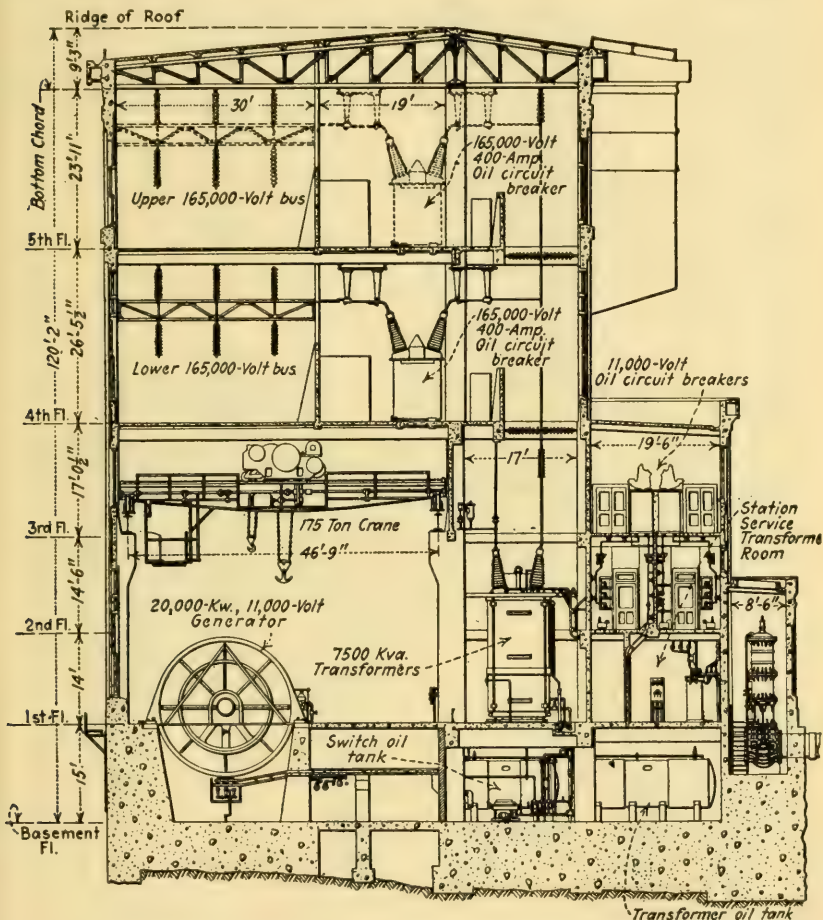 Ridge of Roof
9'-3"
Bottom Chord
30'
19'
165,000-Volt
400-Amp.
Oil circuit
breaker
23'-11"
Upper 165,000-Volt bus
5th Fl.
120'-2"
26'-5½"
165,000-Volt
400-Amp.
Oil circuit
breaker
Lower 165,000-Volt bus
11,000-Volt
Oil circuit breakers
4th Fl.
17'
19'-6"
17'-0½"
175 Ton Crane
Station
Service
Transforme
Room
3rd Fl.
46'-9"
14'-6"
20,000-Kw., 11,000-Volt
Generator
8'-6"
2nd Fl.
7500 Kva.
Transformers
14'
1st Fl.
Switch oil
tank
15'
Basement
Fl.
Transformer oil tank